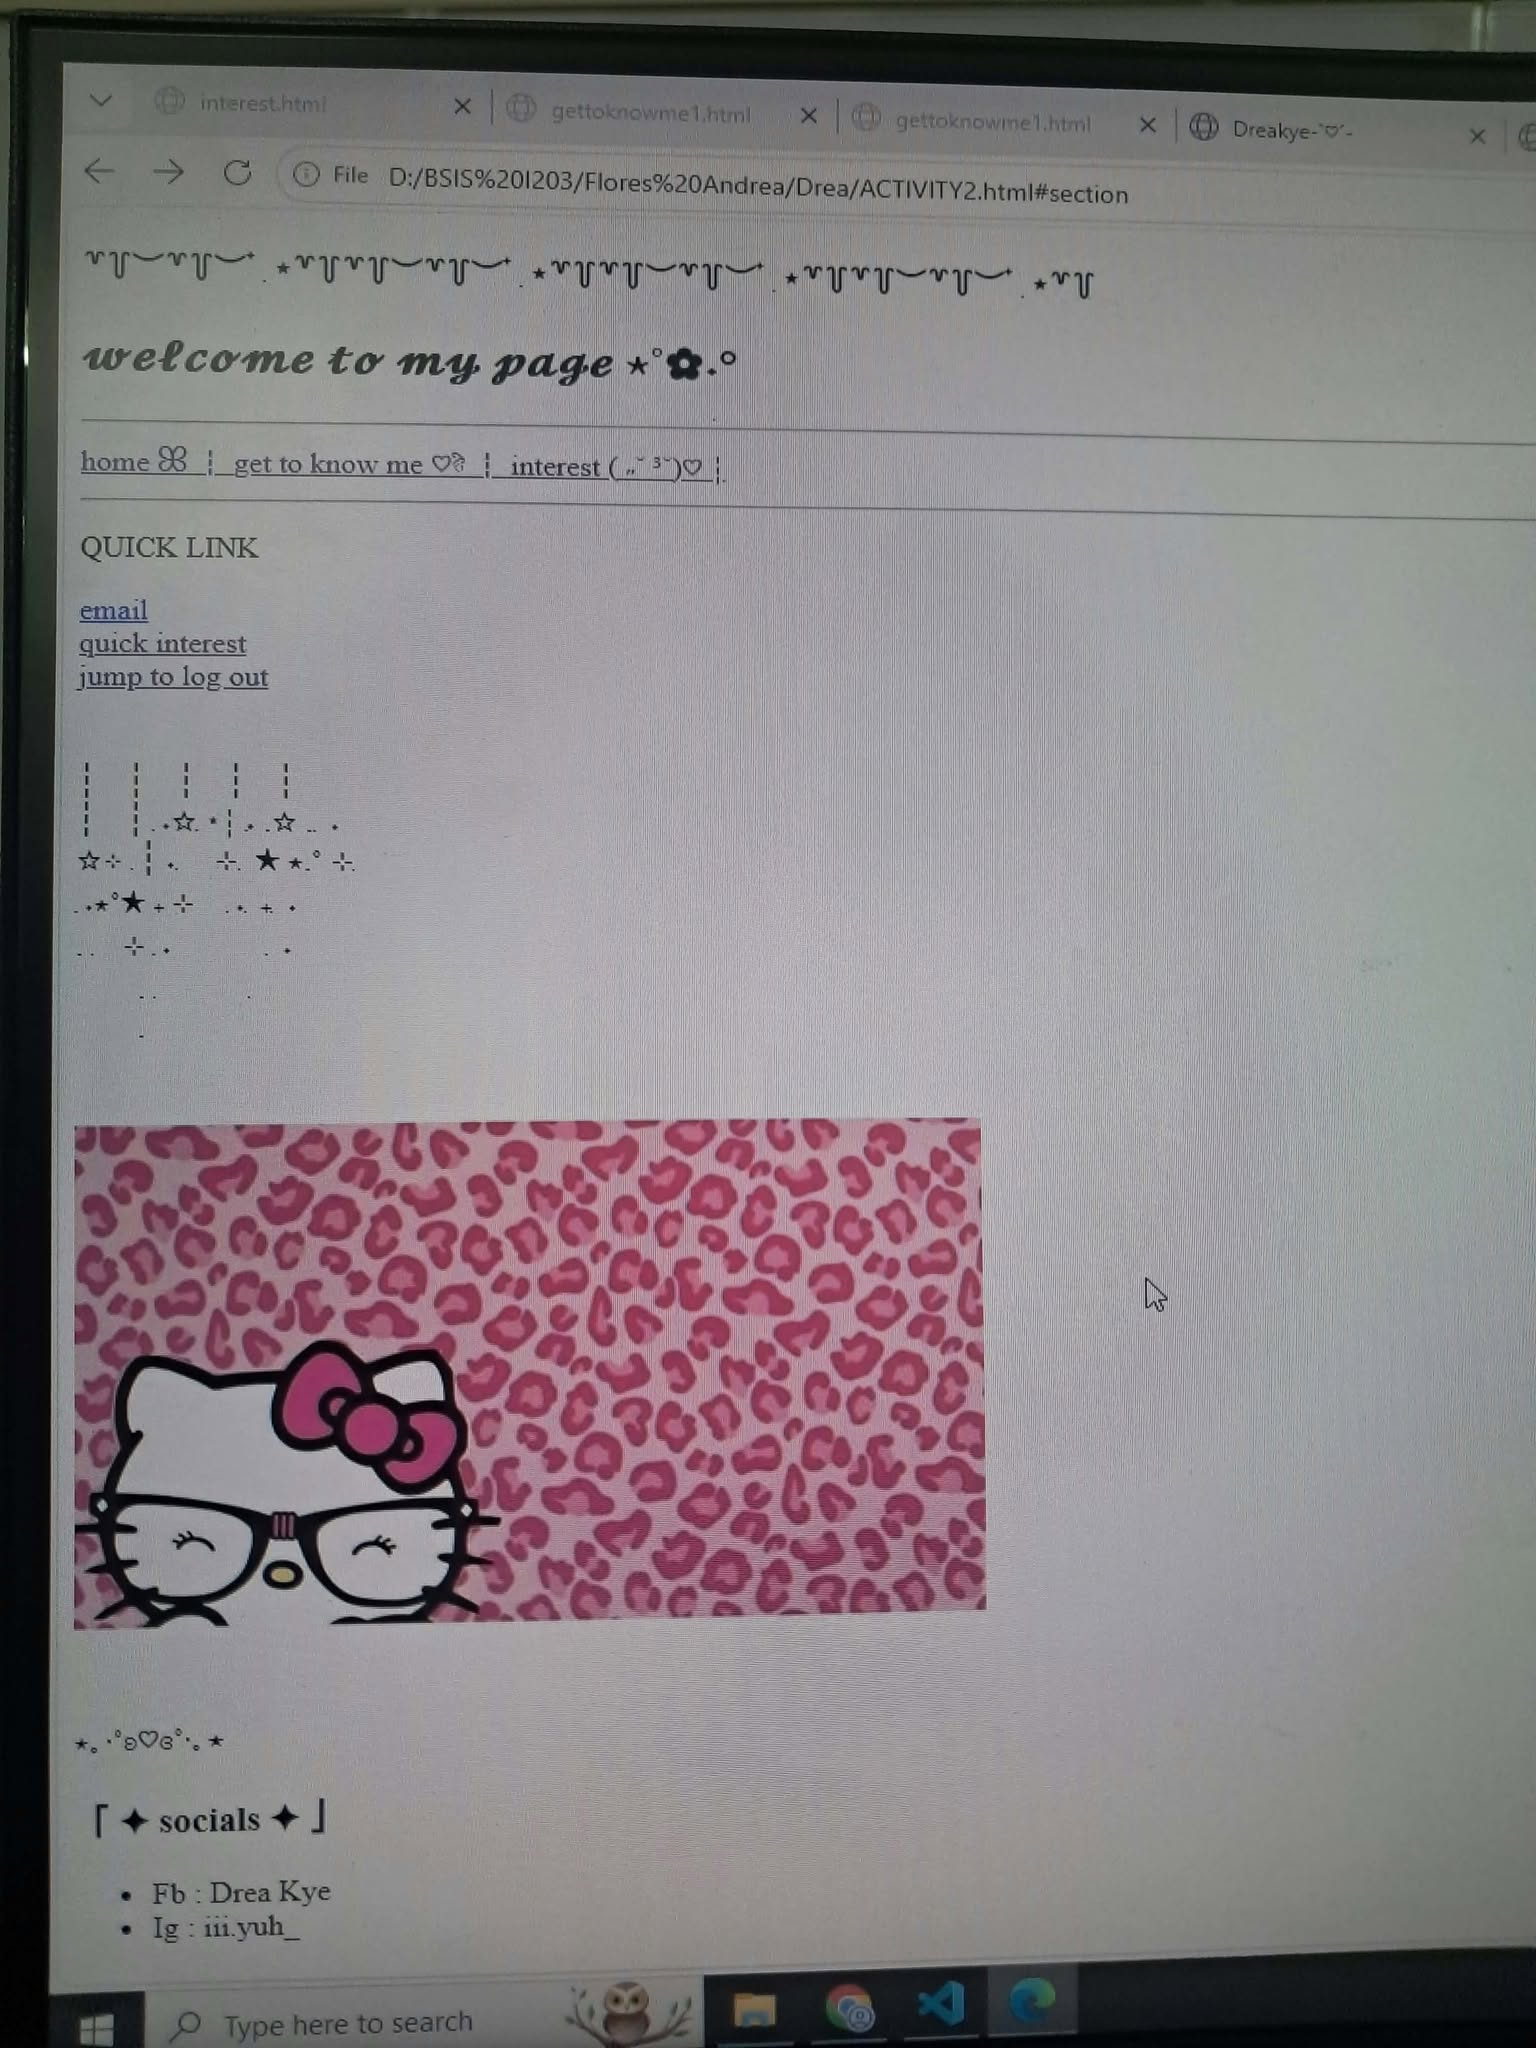 interest.html
gettoknowme1.html
gettoknowme1.html
Dreakye-`♡´-
File D:/BSIS%20I203/Flores%20Andrea/Drea/ACTIVITY2.html#section
𝔀𝓮𝓵𝓬𝓸𝓶𝓮 𝓽𝓸 𝓶𝔂 𝓹𝓪𝓰𝓮 ⋆˚✿.°
home ꕤ ┆ get to know me ♡ ┆ interest ( „˘ ³˘)♡ ┆
QUICK LINK
email
quick interest
jump to log out
⋆｡‧˚ʚ♡ɞ˚‧｡⋆
「 ✦ socials ✦ 」
• Fb : Drea Kye
• Ig : iii.yuh_
Type here to search